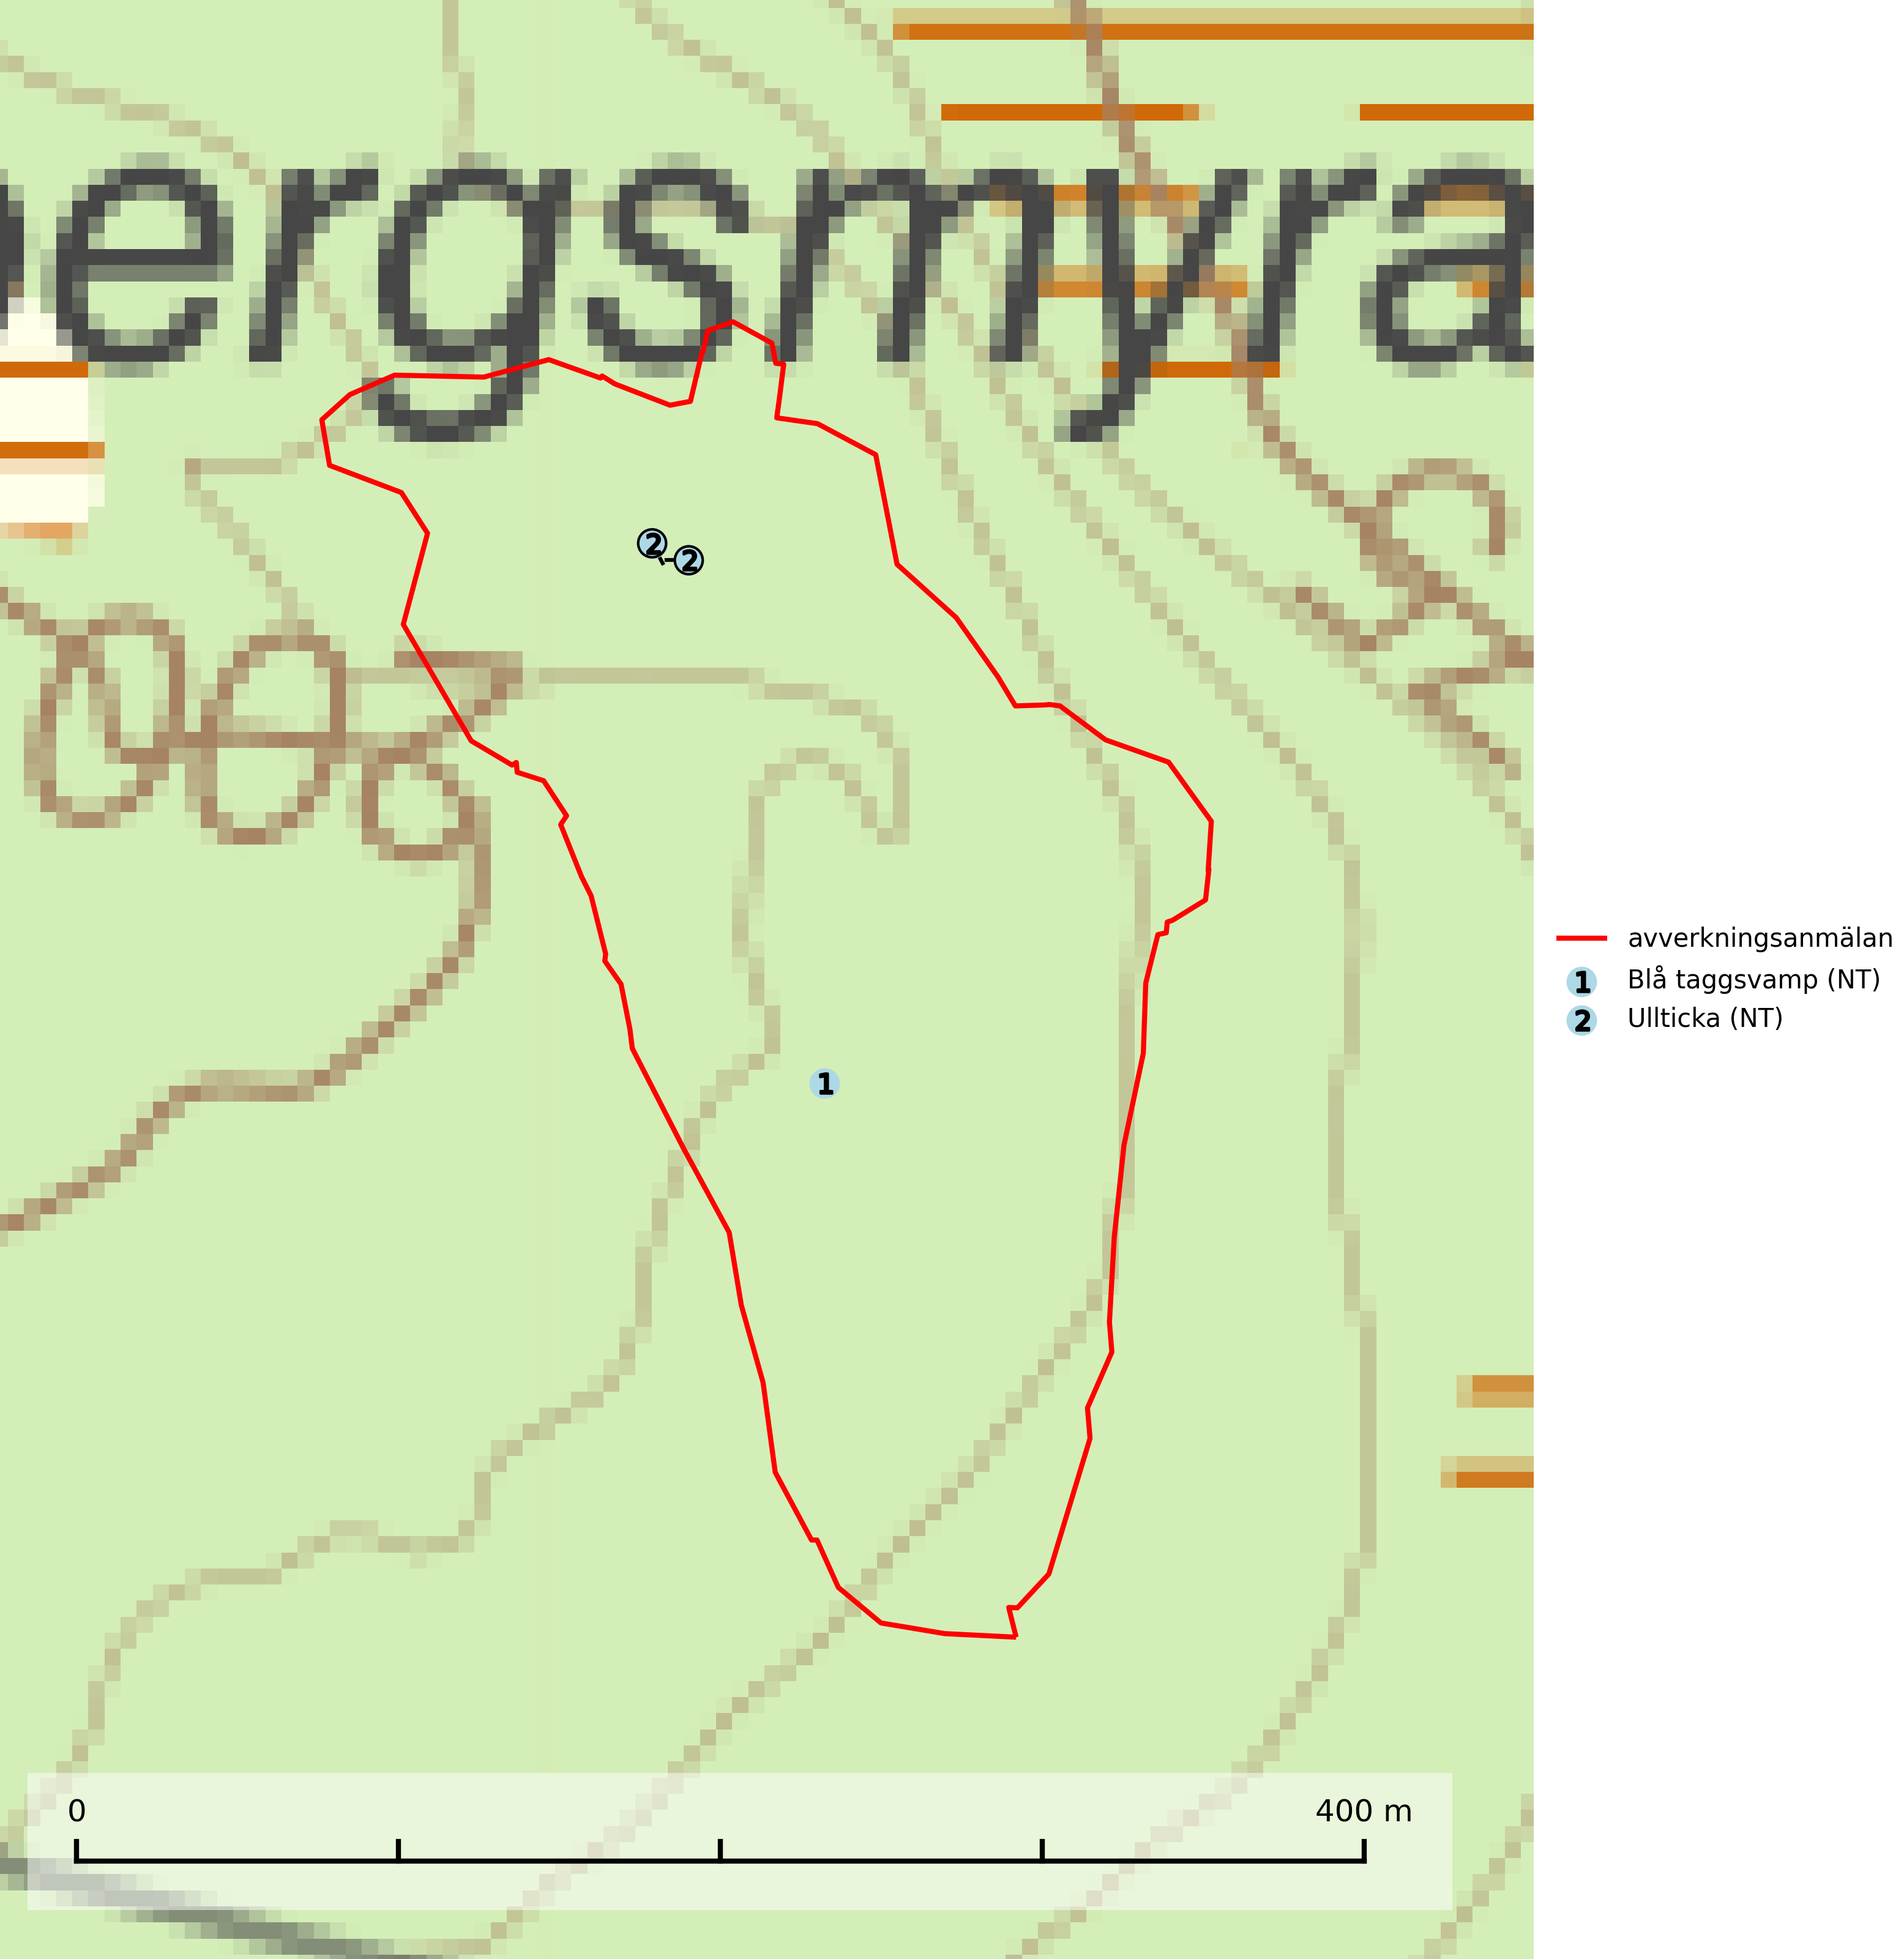 ergsmyra
2
2
1
avverkningsanmälan
1 Blå taggsvamp (NT)
2 Ullticka (NT)
0 400 m